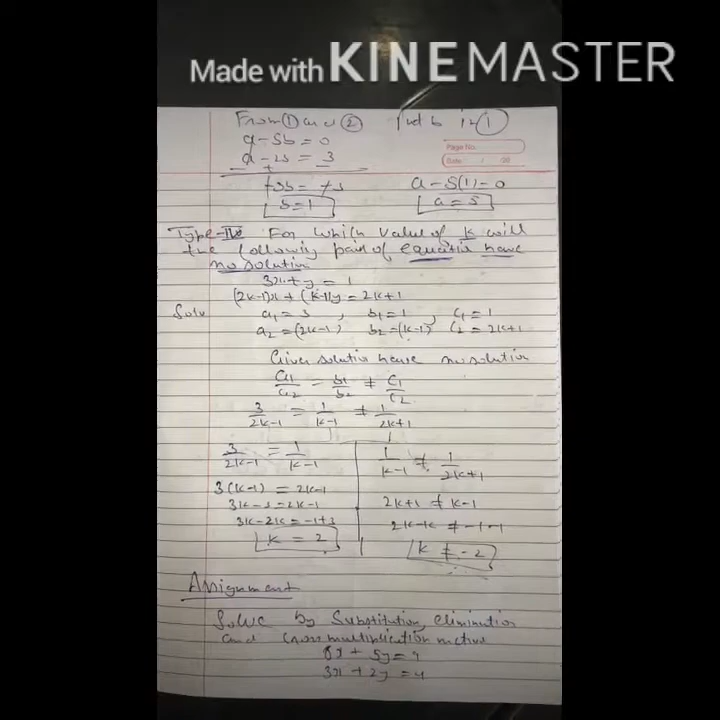 Made with KINEMASTER
From ① and ② Put b in ①
Page No.
Date: / /20
a-5b=0
a-2b = 3
- + -
+3b= +3 a-5(1)=0
b=1 a=5
Type-IV For which value of k will
the following pair of equation have
no solution
3x+y = 1
(2k-1)x+(k-1)y=2k+1
Solu a1=3 , b1=1 , c1=1
a2=(2k-1) b2=(k-1) c2=2k+1
Given solution no solution
a1/a2 = b1/b2 ≠ c1/c2
3/2k-1 = 1/k-1 ≠ 1/2k+1
3/2k-1 = 1/k-1 1/k-1 ≠ 1/2k+1
3(k-1) = 2k-1 2k+1 ≠ k-1
3k-3=2k-1
3k-2k=-1+3 2k-k ≠ -1-1
k = 2 k ≠ -2
Assignment
Solve by Substitution, elimination
and Cross multiplication
8x+ 5y=9
3x+2y=4